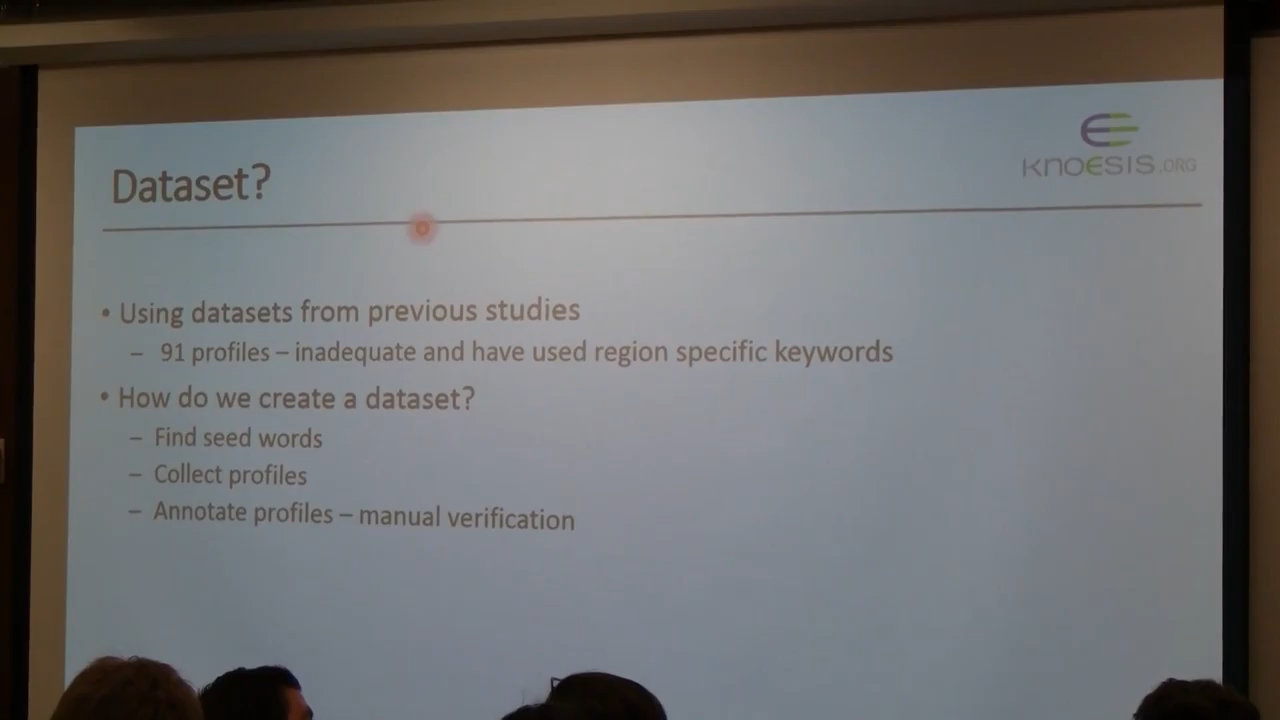 KNOESIS.ORG
Dataset?
• Using datasets from previous studies
– 91 profiles – inadequate and have used region specific keywords
• How do we create a dataset?
– Find seed words
– Collect profiles
– Annotate profiles – manual verification